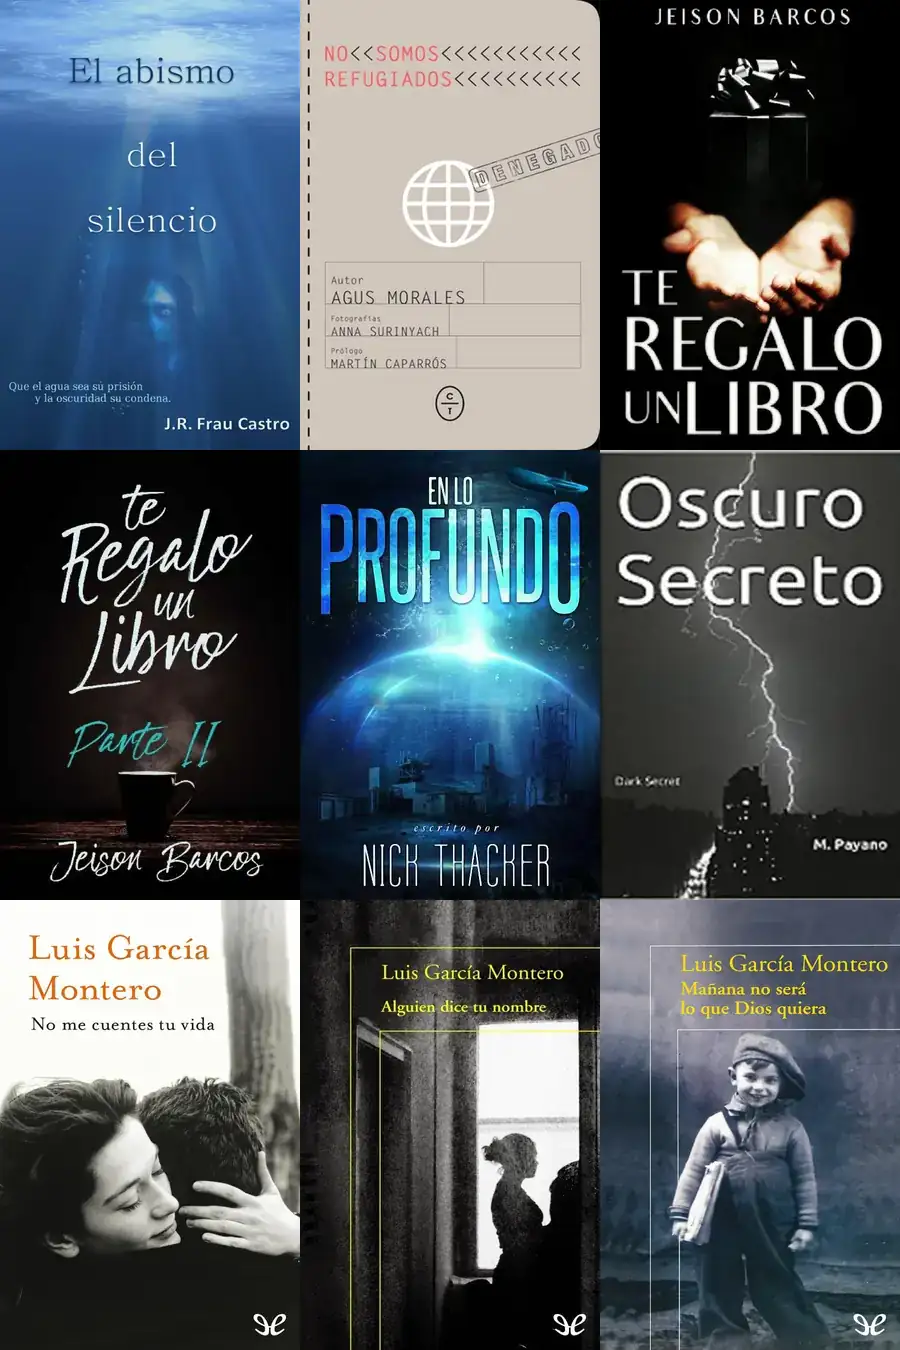 El abismo
del
silencio
Que el agua sea su prisión
y la oscuridad su condena.
J.R. Frau Castro
NO<<SOMOS<<<<<<<<<<<
REFUGIADOS<<<<<<<<<<
DENEGADO
Autor
AGUS MORALES
Fotografías
ANNA SURINYACH
Prólogo
MARTÍN CAPARRÓS
C
T
JEISON BARCOS
TE
REGALO
UN LIBRO
te
Regalo
un
Libro
Parte II
Jeison Barcos
EN LO
PROFUNDO
escrito por
NICK THACKER
Oscuro
Secreto
Dark Secret
M. Payano
Luis García
Montero
No me cuentes tu vida
Luis García Montero
Alguien dice tu nombre
Luis García Montero
Mañana no será
lo que Dios quiera